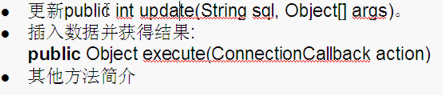 ● 更新public int update(String sql, Object[] args)。
● 插入数据并获得结果:
public Object execute(ConnectionCallback action)
● 其他方法简介